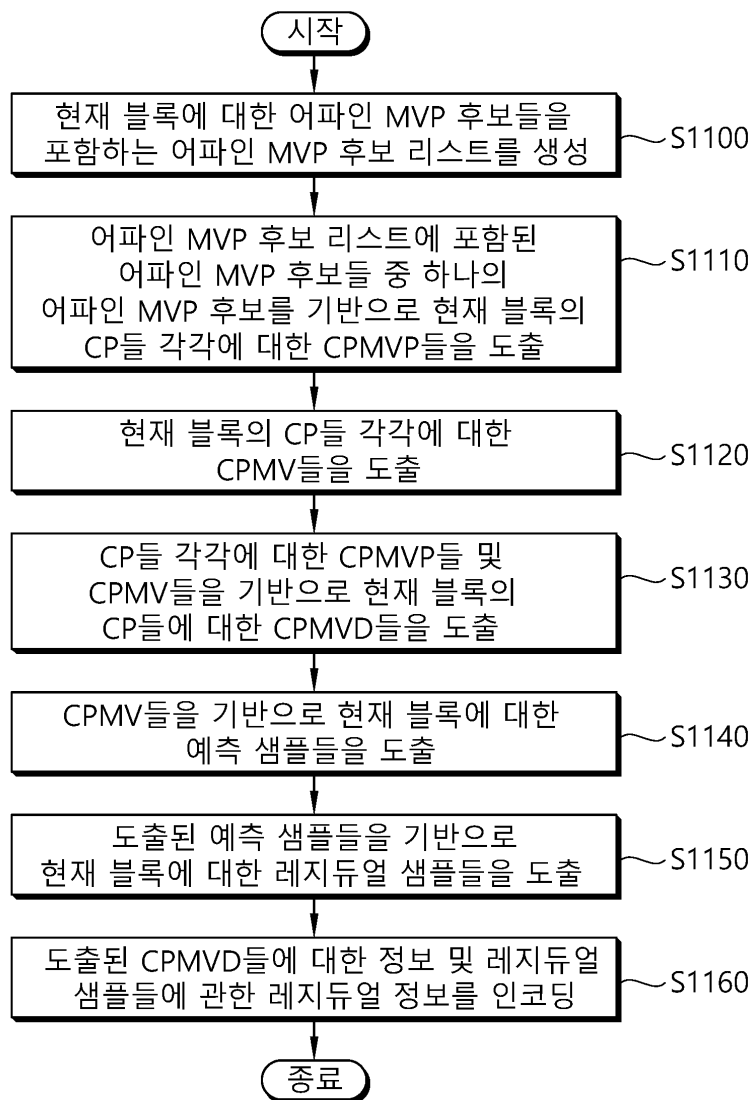 시작
현재 블록에 대한 어파인 MVP 후보들을
포함하는 어파인 MVP 후보 리스트를 생성
S1100
어파인 MVP 후보 리스트에 포함된
어파인 MVP 후보들 중 하나의
어파인 MVP 후보를 기반으로 현재 블록의
CP들 각각에 대한 CPMVP들을 도출
S1110
현재 블록의 CP들 각각에 대한
CPMV들을 도출
S1120
CP들 각각에 대한 CPMVP들 및
CPMV들을 기반으로 현재 블록의
CP들에 대한 CPMVD들을 도출
S1130
CPMV들을 기반으로 현재 블록에 대한
예측 샘플들을 도출
S1140
도출된 예측 샘플들을 기반으로
현재 블록에 대한 레지듀얼 샘플들을 도출
S1150
도출된 CPMVD들에 대한 정보 및 레지듀얼
샘플들에 관한 레지듀얼 정보를 인코딩
S1160
종료